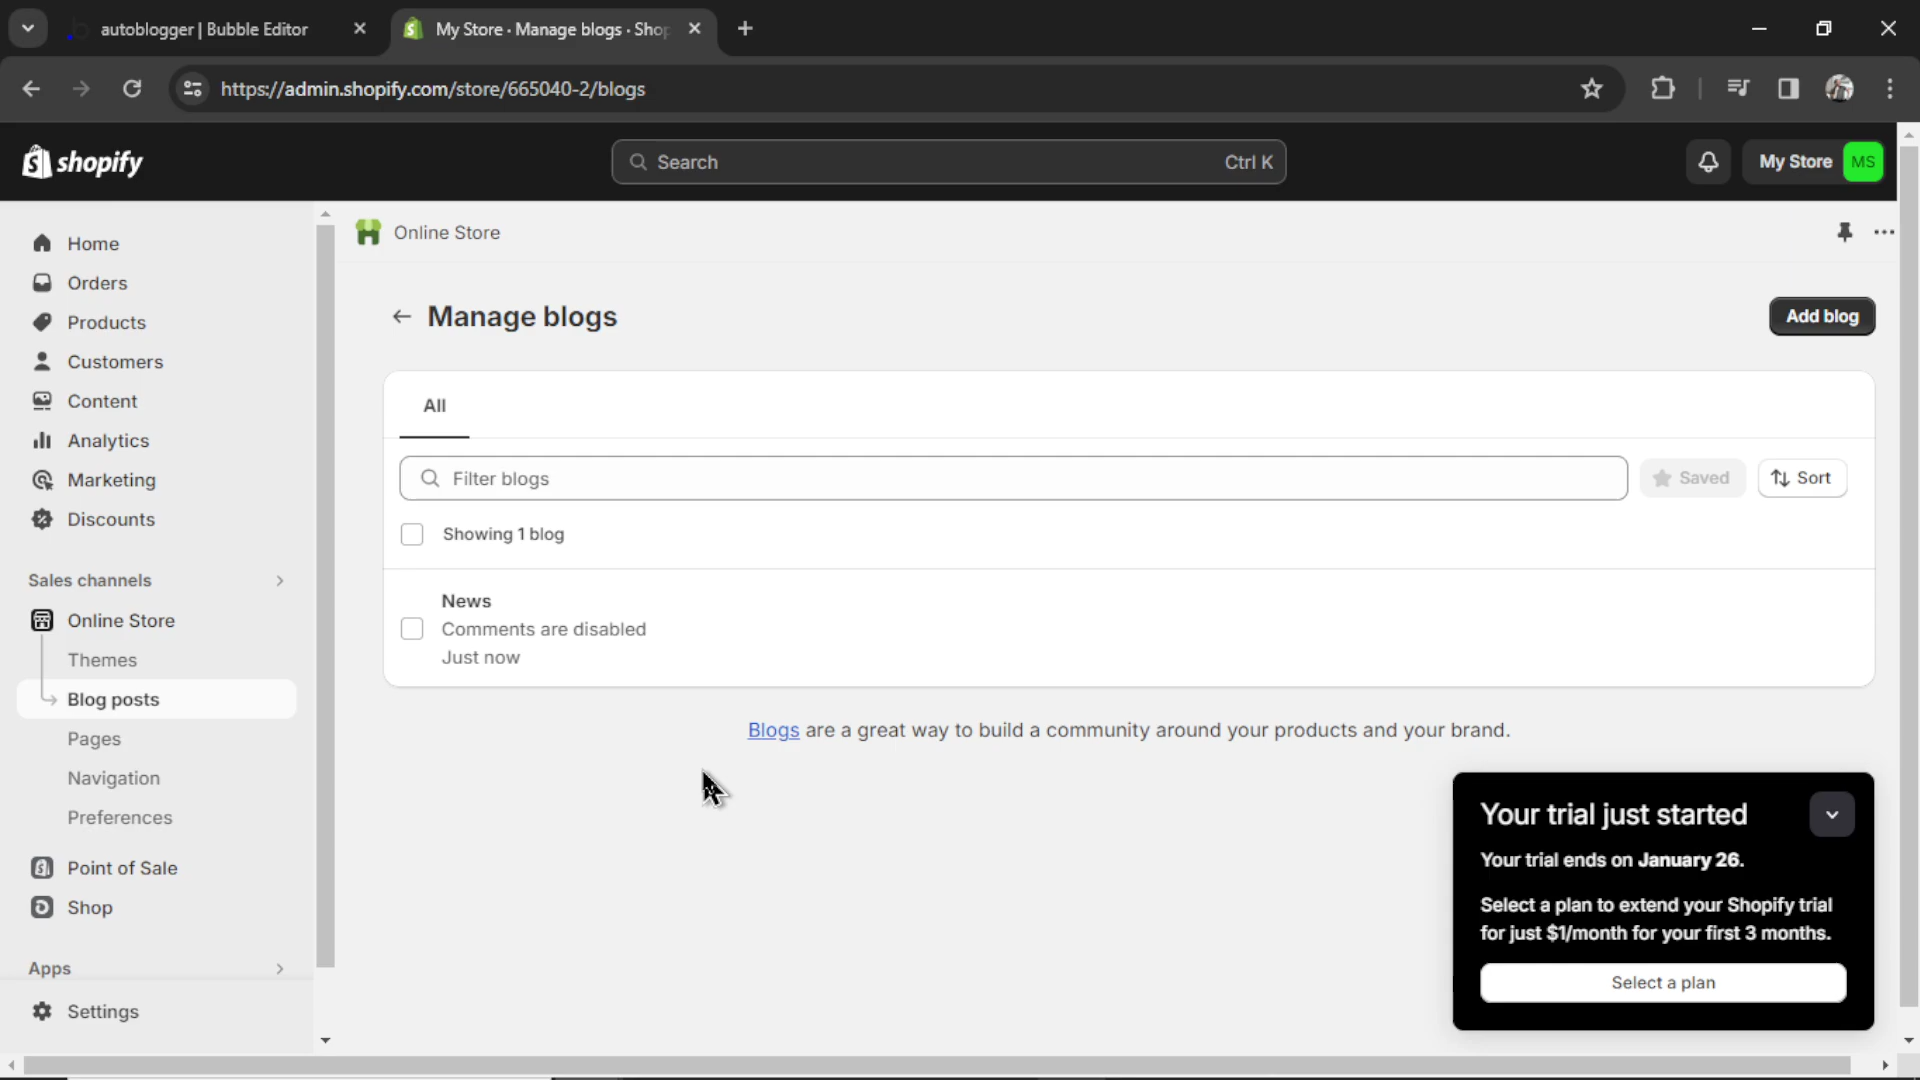 autoblogger | Bubble Editor
My Store · Manage blogs · Shop
https://admin.shopify.com/store/665040-2/blogs
shopify
Search
Ctrl K
My Store
MS
Home
Orders
Products
Customers
Content
Analytics
Marketing
Discounts
Sales channels
Online Store
Themes
Blog posts
Pages
Navigation
Preferences
Point of Sale
Shop
Apps
Settings
Online Store
Manage blogs
Add blog
All
Filter blogs
Saved
Sort
Showing 1 blog
News
Comments are disabled
Just now
Blogs are a great way to build a community around your products and your brand.
Your trial just started
Your trial ends on January 26.
Select a plan to extend your Shopify trial
for just $1/month for your first 3 months.
Select a plan